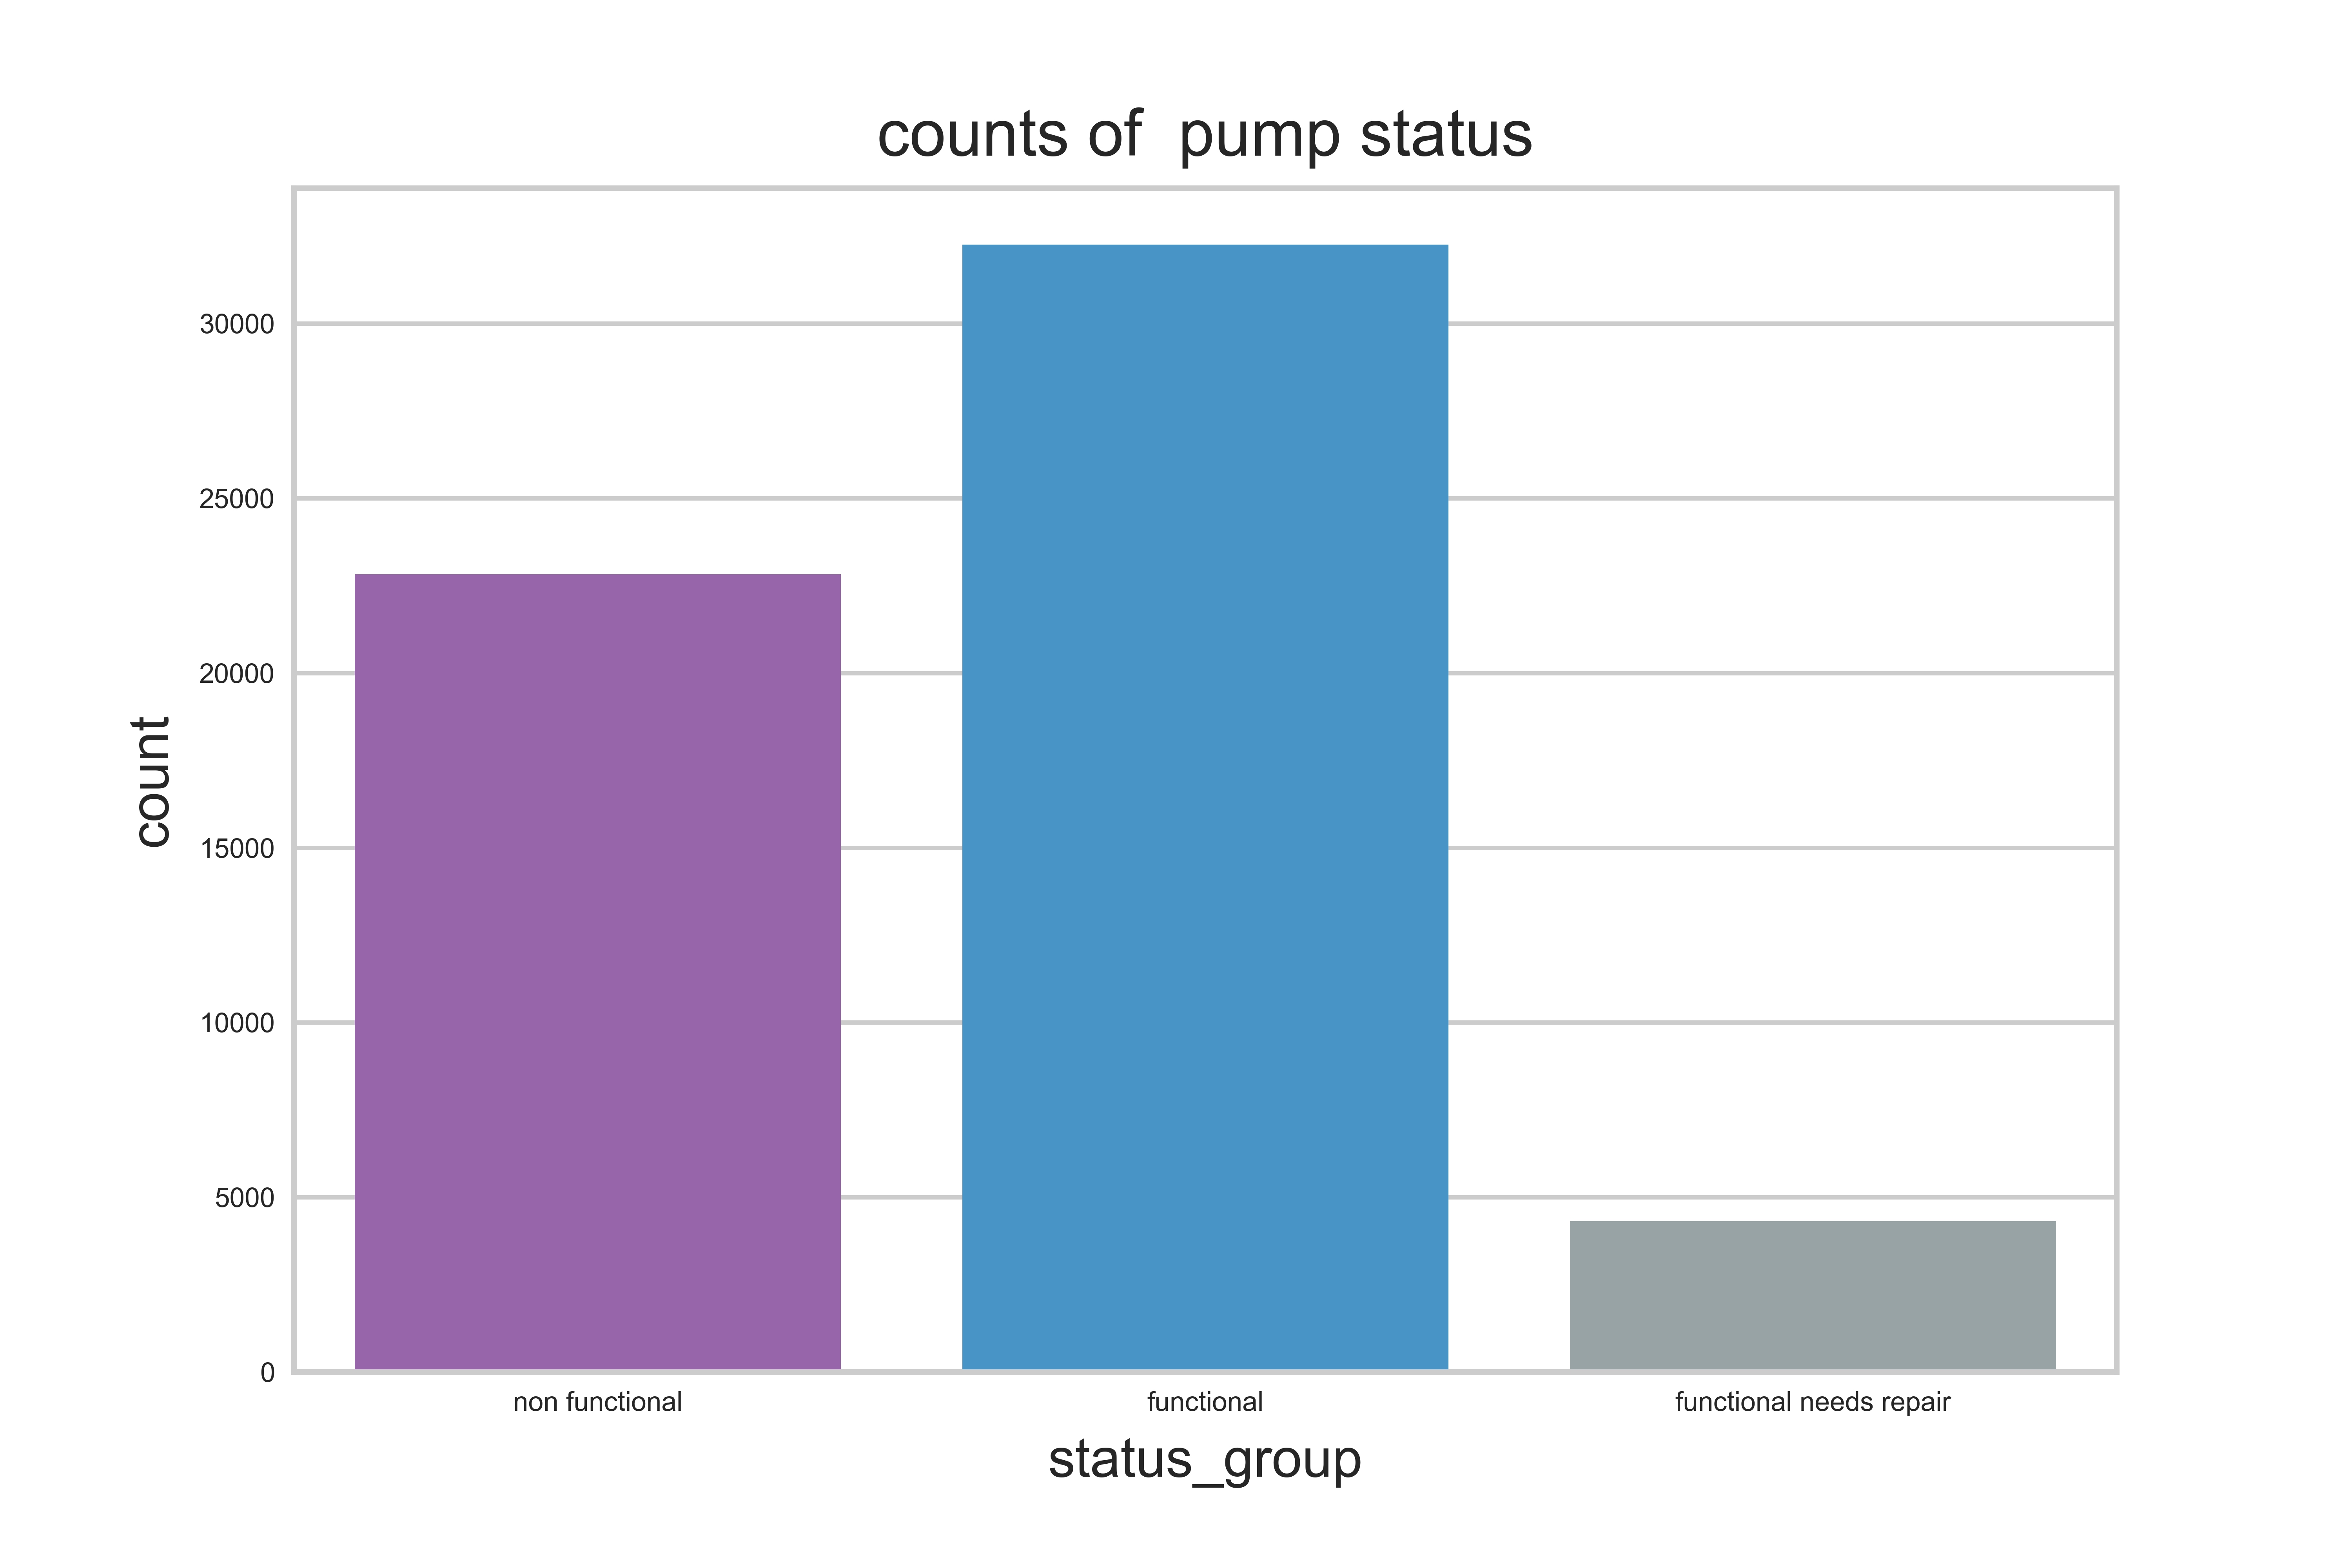 counts of  pump status
count
30000
25000
20000
15000
10000
5000
0
non functional
functional
functional needs repair
status_group